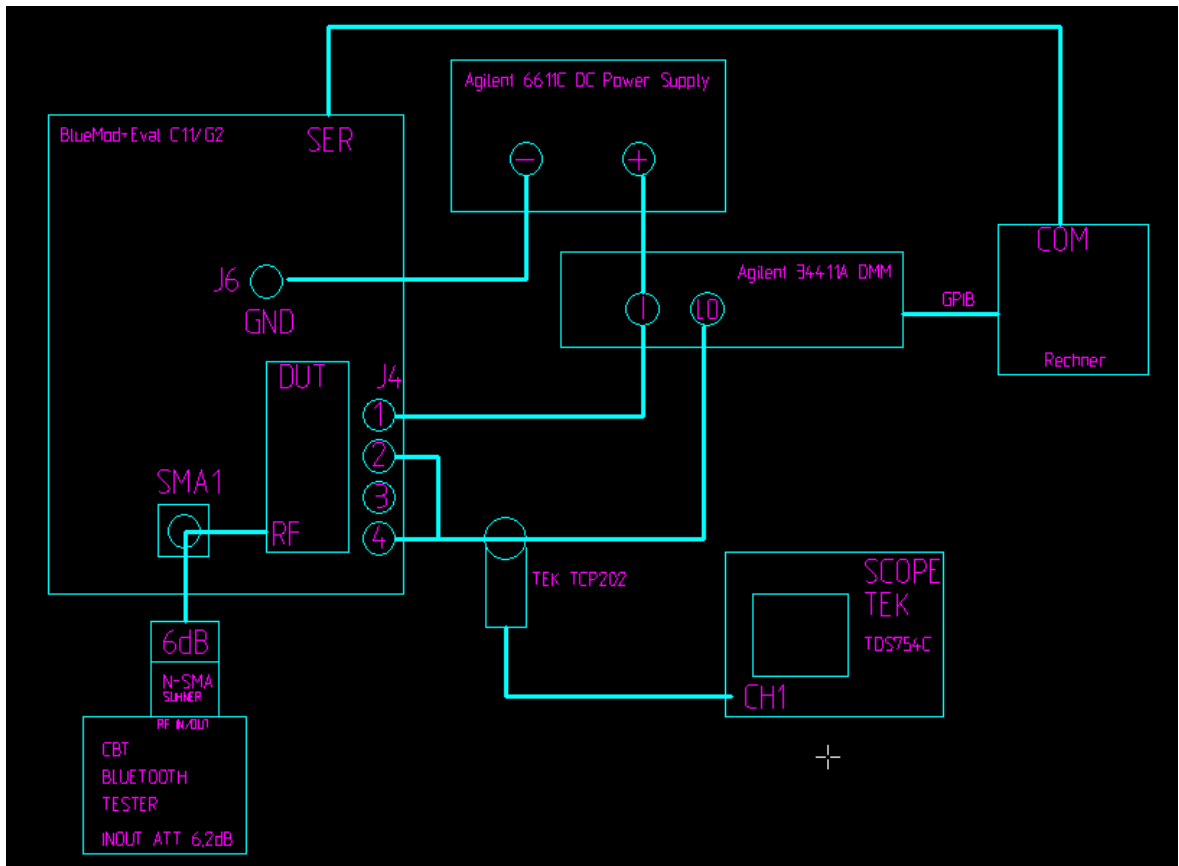 Agilent 6611C DC Power Supply
BlueMod+Eval C11/G2
SER
-
+
COM
Agilent 34411A DMM
J6
GND
I
LO
GPIB
Rechner
DUT
J4
1
2
3
4
SMA1
RF
TEK TCP202
SCOPE
TEK
TDS754C
CH1
6dB
N-SMA
SUHNER
RF IN/OUT
CBT
BLUETOOTH
TESTER
INOUT ATT 6,2dB